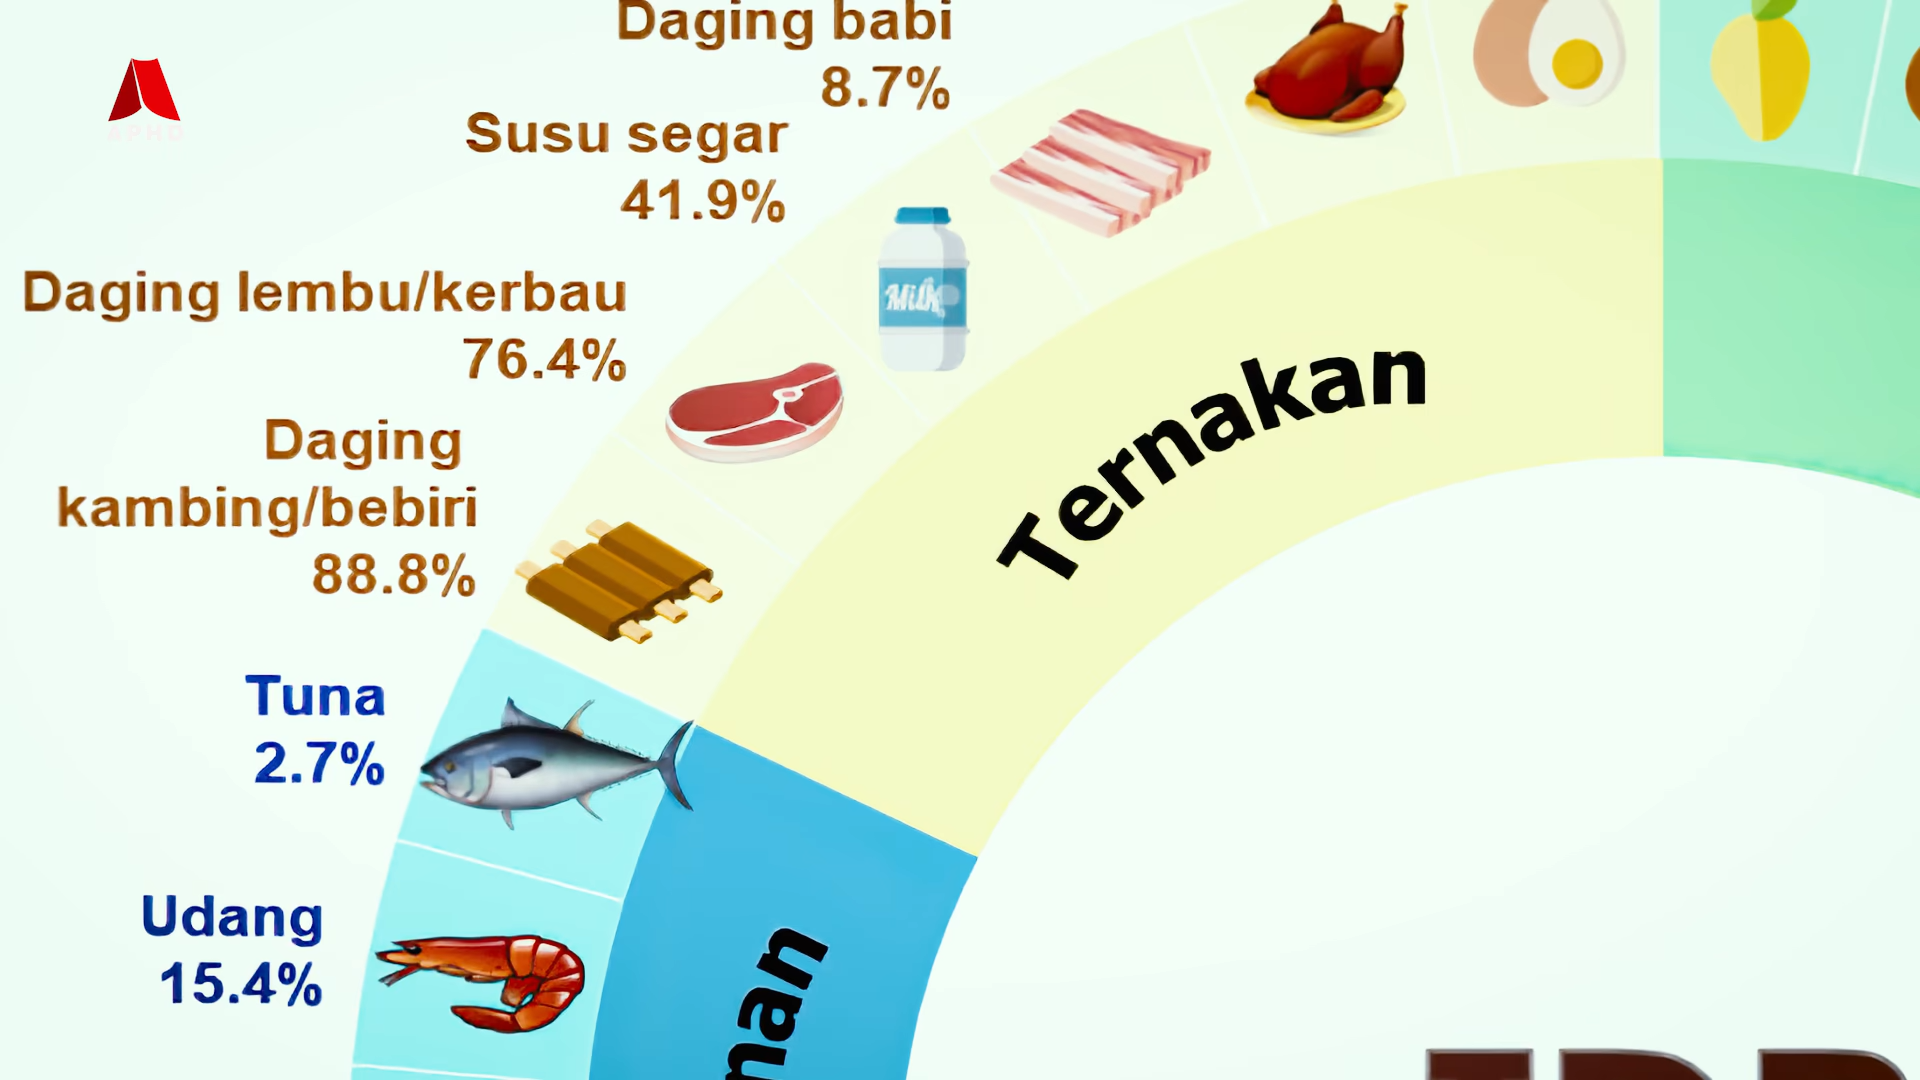 Daging babi
8.7%
Susu segar
41.9%
Daging lembu/kerbau
76.4%
Daging
kambing/bebiri
88.8%
Tuna
2.7%
Udang
15.4%
Ternakan
Milk
APHD